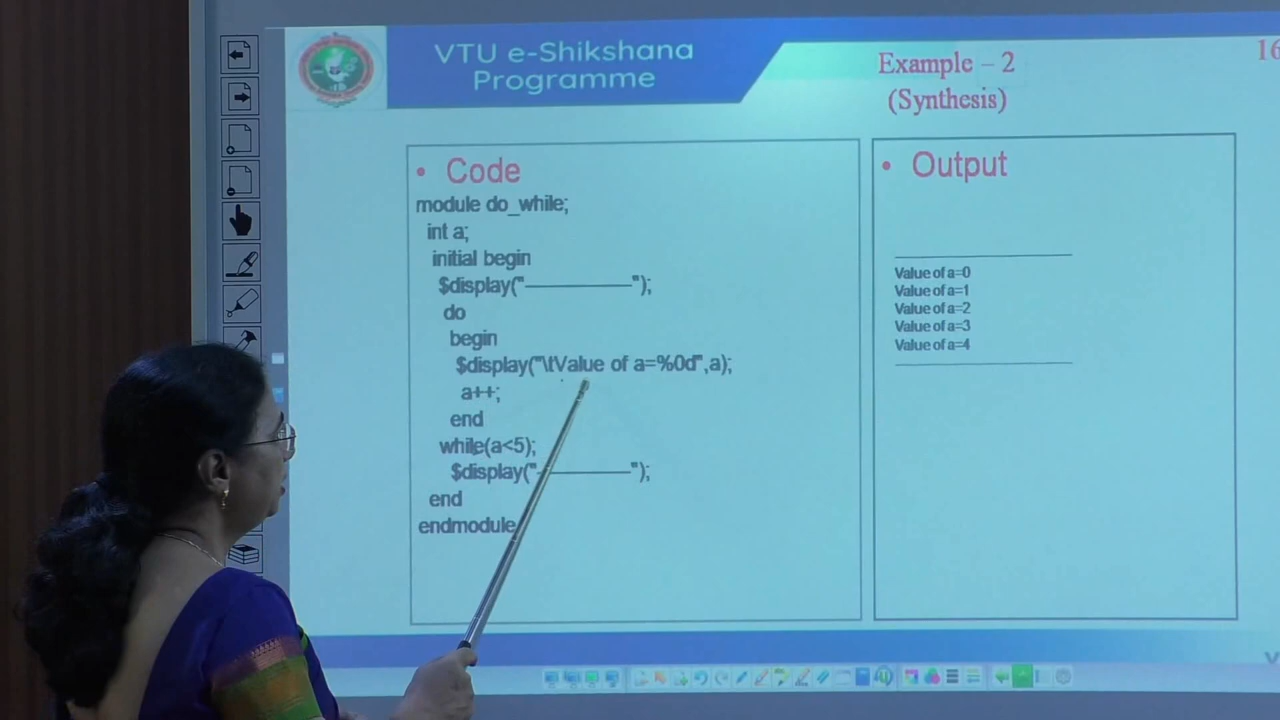 VTU e-Shikshana
Programme
Example – 2
(Synthesis)
16
• Code
module do_while;
int a;
initial begin
$display("—————————");
do
begin
$display("\tValue of a=%0d",a);
a++;
end
while(a<5);
$display("—————————");
end
endmodule
• Output
Value of a=0
Value of a=1
Value of a=2
Value of a=3
Value of a=4